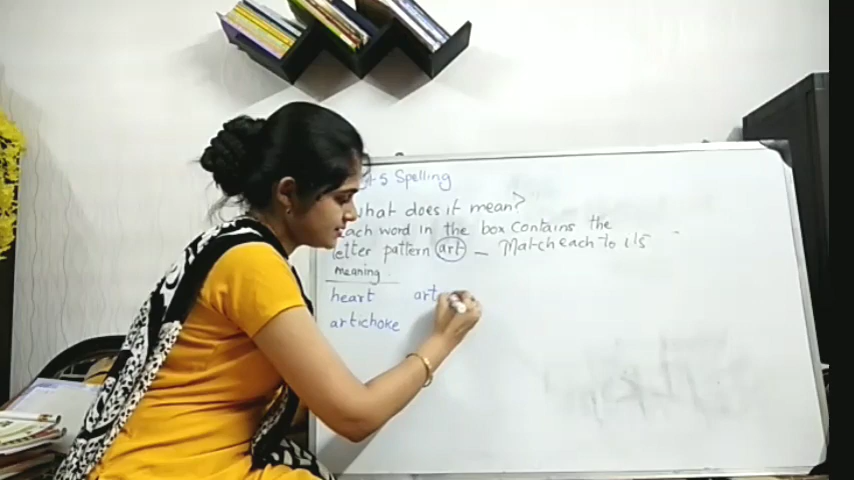 5 Spelling
what does it mean?
each word in the box contains the
letter pattern art - Match each to its
meaning.
heart art
artichoke